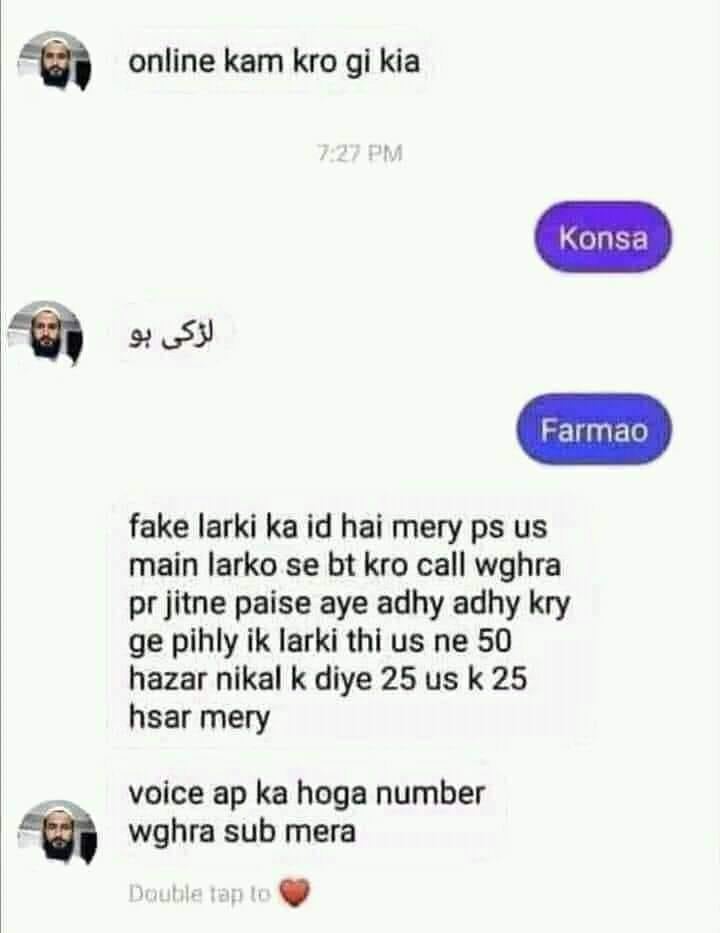 online kam kro gi kia
7:27 PM
Konsa
لڑکی ہو
Farmao
fake larki ka id hai mery ps us
main larko se bt kro call wghra
pr jitne paise aye adhy adhy kry
ge pihly ik larki thi us ne 50
hazar nikal k diye 25 us k 25
hsar mery
voice ap ka hoga number
wghra sub mera
Double tap to ❤️